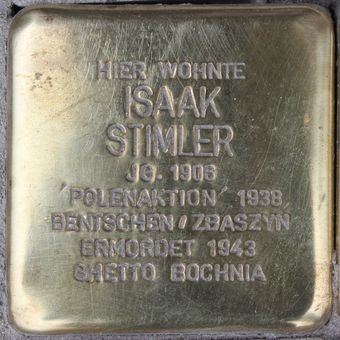 HIER WOHNTE
ISAAK
STIMLER
JG. 1906
'POLENAKTION' 1938
BENTSCHEN / ZBASZYN
ERMORDET 1943
GHETTO BOCHNIA